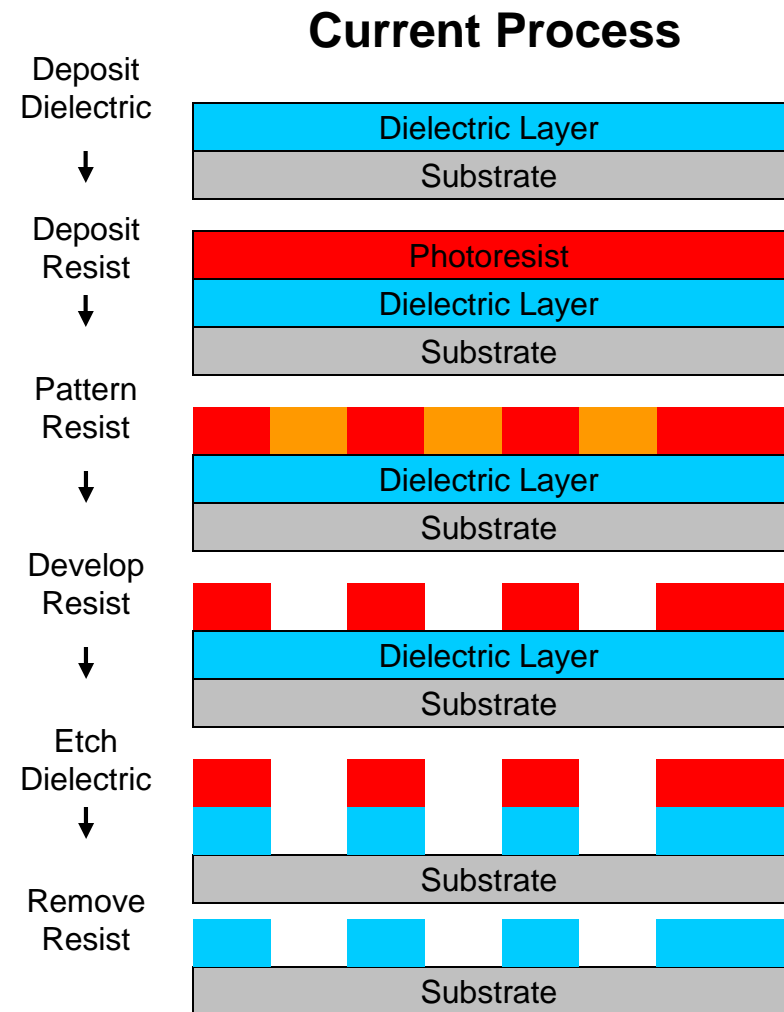 Current Process
Deposit
Dielectric
Dielectric Layer
Substrate
Deposit
Resist
Photoresist
Dielectric Layer
Substrate
Pattern
Resist
Dielectric Layer
Substrate
Develop
Resist
Dielectric Layer
Substrate
Etch
Dielectric
Substrate
Remove
Resist
Substrate